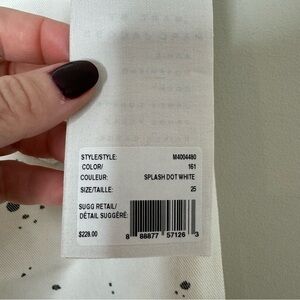 STYLE/STYLE: M4004480
COLOR/ 161
COULEUR: SPLASH DOT WHITE
SIZE/TAILLE: 25
SUGG RETAIL/
DÉTAIL SUGGÉRÉ:
$228.00
8 88877 57126 3